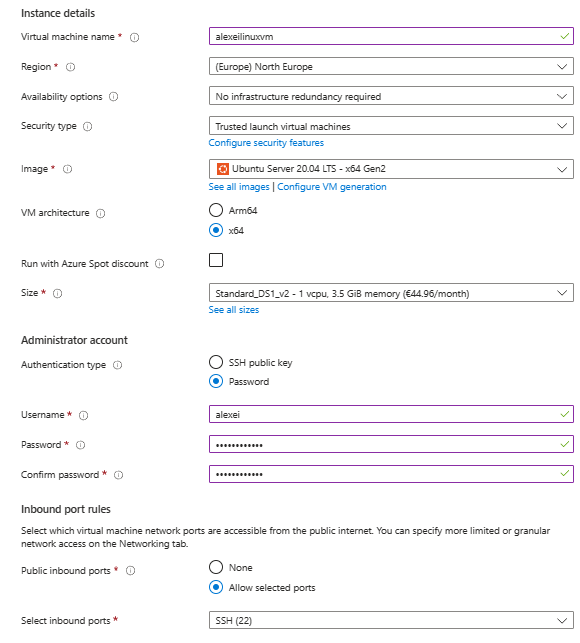 Instance details
Virtual machine name *
alexeilinuxvm
Region *
(Europe) North Europe
Availability options
No infrastructure redundancy required
Security type
Trusted launch virtual machines
Configure security features
Image *
Ubuntu Server 20.04 LTS - x64 Gen2
See all images | Configure VM generation
VM architecture
Arm64
x64
Run with Azure Spot discount
Size *
Standard_DS1_v2 - 1 vcpu, 3.5 GiB memory (€44.96/month)
See all sizes
Administrator account
Authentication type
SSH public key
Password
Username *
alexei
Password *
••••••••••••
Confirm password *
••••••••••••
Inbound port rules
Select which virtual machine network ports are accessible from the public internet. You can specify more limited or granular
network access on the Networking tab.
Public inbound ports *
None
Allow selected ports
Select inbound ports *
SSH (22)